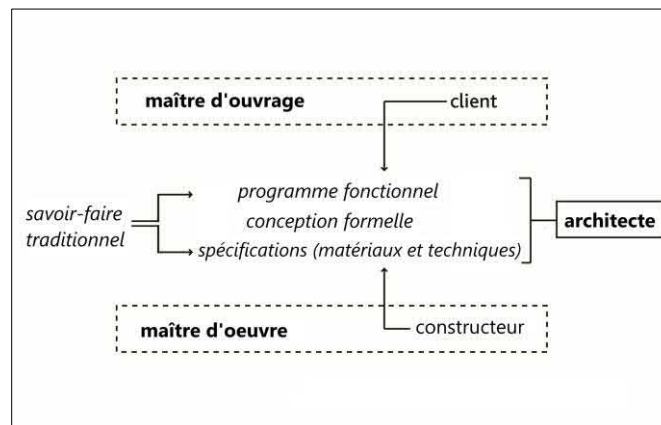 maître d'ouvrage
client
programme fonctionnel
savoir-faire
traditionnel
conception formelle
spécifications (matériaux et techniques)
architecte
maître d'oeuvre
constructeur